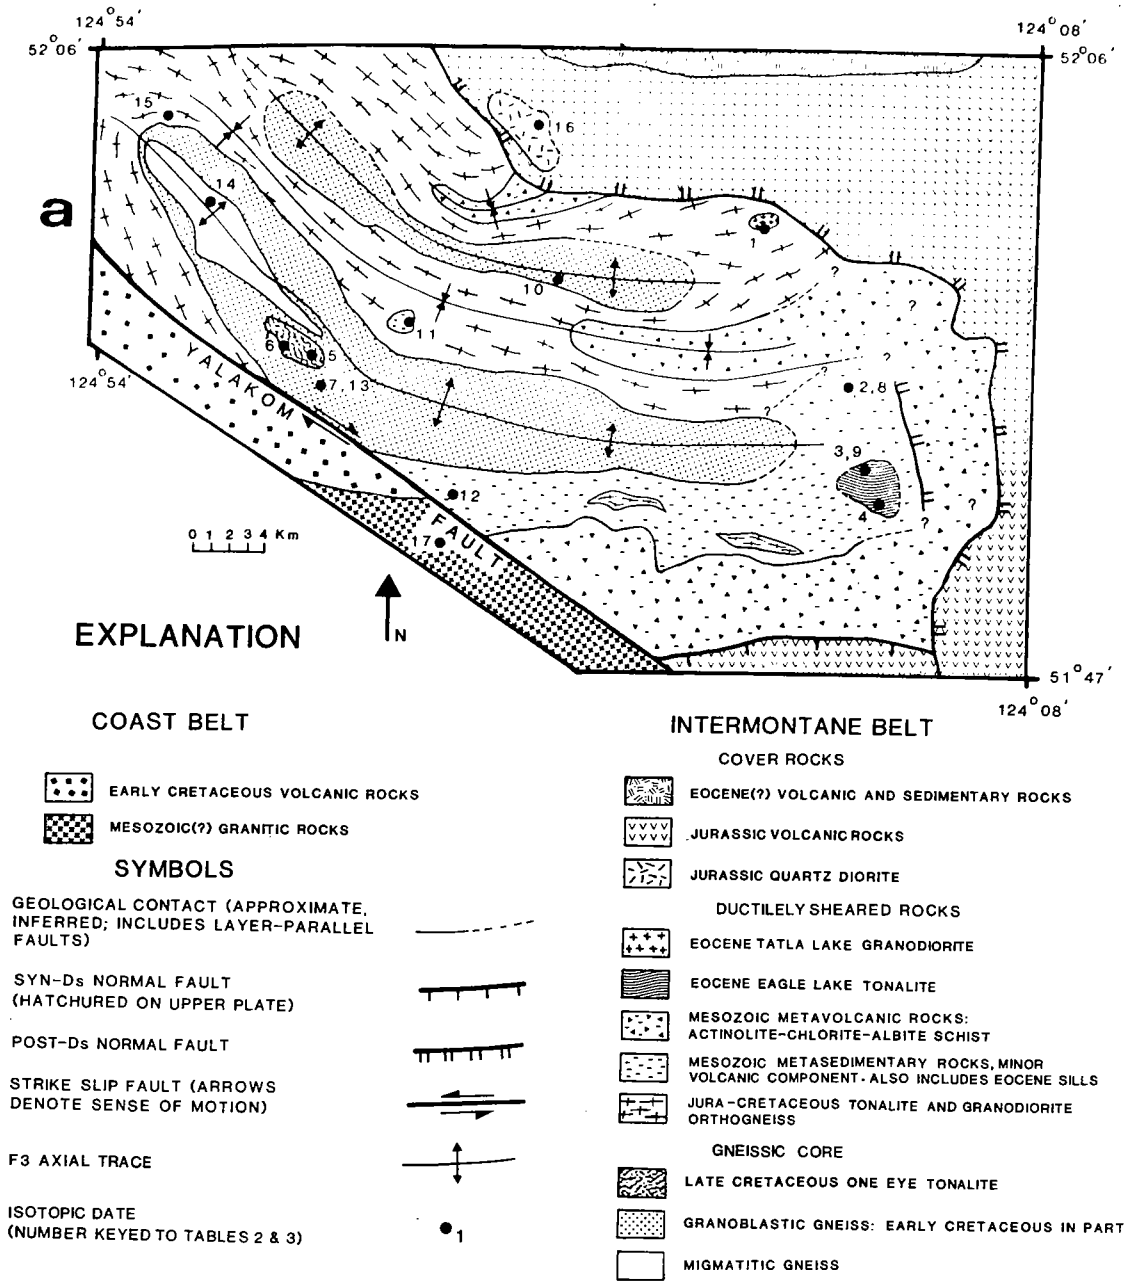 124°54′
124°08′
52°06′
52°06′
15
16
14
a
1
10
11
6
5
7,13
2,8
3,9
4
12
17
YALAKOM
FAULT
124°54′
0 1 2 3 4 Km
N
51°47′
124°08′
EXPLANATION
COAST BELT
EARLY CRETACEOUS VOLCANIC ROCKS
MESOZOIC(?) GRANITIC ROCKS
SYMBOLS
GEOLOGICAL CONTACT (APPROXIMATE,
INFERRED; INCLUDES LAYER-PARALLEL
FAULTS)
SYN-Ds NORMAL FAULT
(HATCHURED ON UPPER PLATE)
POST-Ds NORMAL FAULT
STRIKE SLIP FAULT (ARROWS
DENOTE SENSE OF MOTION)
F3 AXIAL TRACE
ISOTOPIC DATE
(NUMBER KEYED TO TABLES 2 & 3)
1
INTERMONTANE BELT
COVER ROCKS
EOCENE(?) VOLCANIC AND SEDIMENTARY ROCKS
JURASSIC VOLCANIC ROCKS
JURASSIC QUARTZ DIORITE
DUCTILELY SHEARED ROCKS
EOCENE TATLA LAKE GRANODIORITE
EOCENE EAGLE LAKE TONALITE
MESOZOIC METAVOLCANIC ROCKS:
ACTINOLITE-CHLORITE-ALBITE SCHIST
MESOZOIC METASEDIMENTARY ROCKS, MINOR
VOLCANIC COMPONENT. ALSO INCLUDES EOCENE SILLS
JURA-CRETACEOUS TONALITE AND GRANODIORITE
ORTHOGNEISS
GNEISSIC CORE
LATE CRETACEOUS ONE EYE TONALITE
GRANOBLASTIC GNEISS: EARLY CRETACEOUS IN PART
MIGMATITIC GNEISS
?
?
?
?
?
?
?